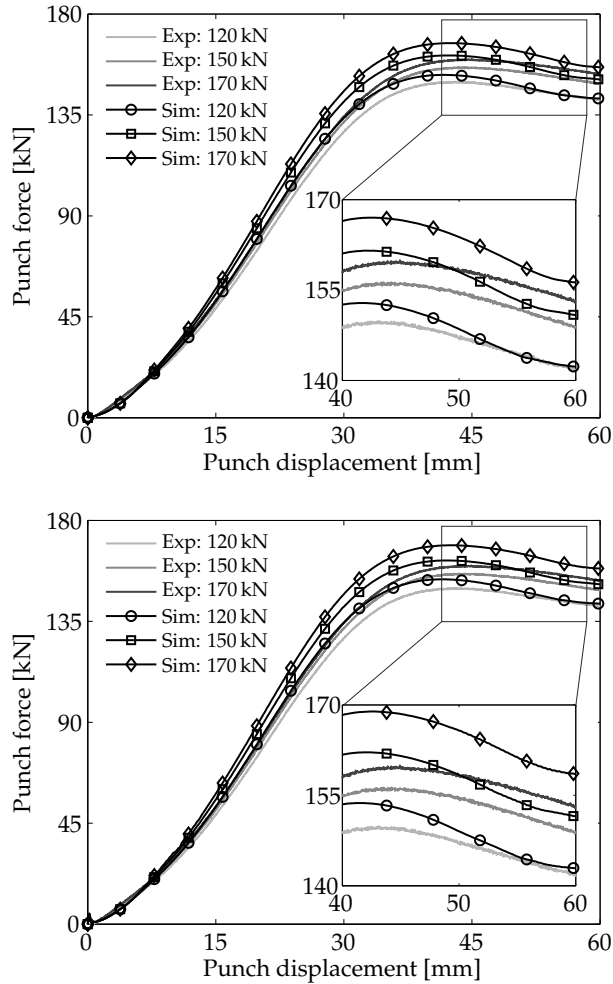 180
135
90
45
0
Punch force [kN]
Exp: 120 kN
Exp: 150 kN
Exp: 170 kN
Sim: 120 kN
Sim: 150 kN
Sim: 170 kN
170
155
140
40
50
60
0
15
30
45
60
Punch displacement [mm]
180
135
90
45
0
Punch force [kN]
Exp: 120 kN
Exp: 150 kN
Exp: 170 kN
Sim: 120 kN
Sim: 150 kN
Sim: 170 kN
170
155
140
40
50
60
0
15
30
45
60
Punch displacement [mm]